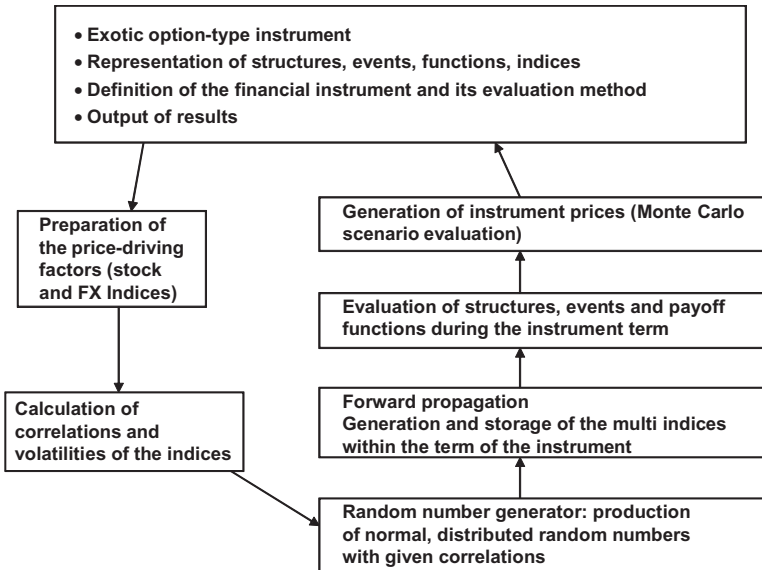 • Exotic option-type instrument
• Representation of structures, events, functions, indices
• Definition of the financial instrument and its evaluation method
• Output of results
Preparation of
the price-driving
factors (stock
and FX Indices)
Calculation of
correlations and
volatilities of the indices
Random number generator: production
of normal, distributed random numbers
with given correlations
Forward propagation
Generation and storage of the multi indices
within the term of the instrument
Evaluation of structures, events and payoff
functions during the instrument term
Generation of instrument prices (Monte Carlo
scenario evaluation)